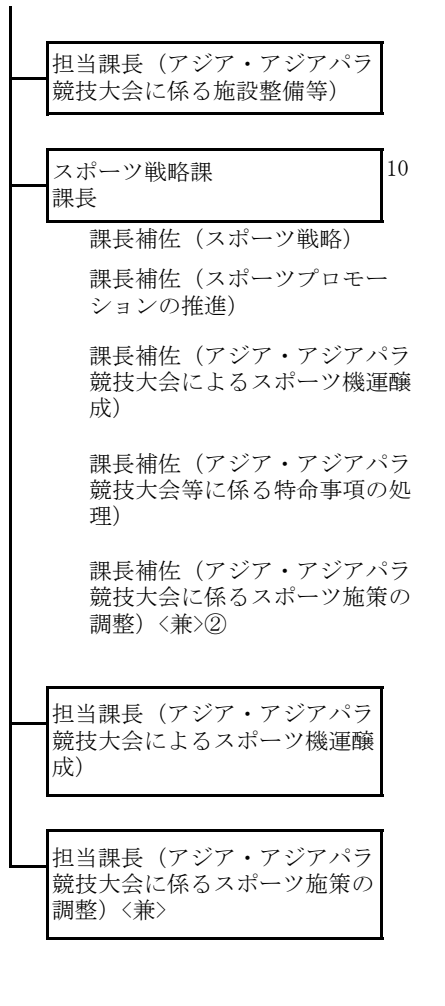 担当課長（アジア・アジアパラ
競技大会に係る施設整備等）
スポーツ戦略課 10
課長
課長補佐（スポーツ戦略）
課長補佐（スポーツプロモー
ションの推進）
課長補佐（アジア・アジアパラ
競技大会によるスポーツ機運醸
成）
課長補佐（アジア・アジアパラ
競技大会等に係る特命事項の処
理）
課長補佐（アジア・アジアパラ
競技大会に係るスポーツ施策の
調整）<兼>②
担当課長（アジア・アジアパラ
競技大会によるスポーツ機運醸
成）
担当課長（アジア・アジアパラ
競技大会に係るスポーツ施策の
調整）<兼>